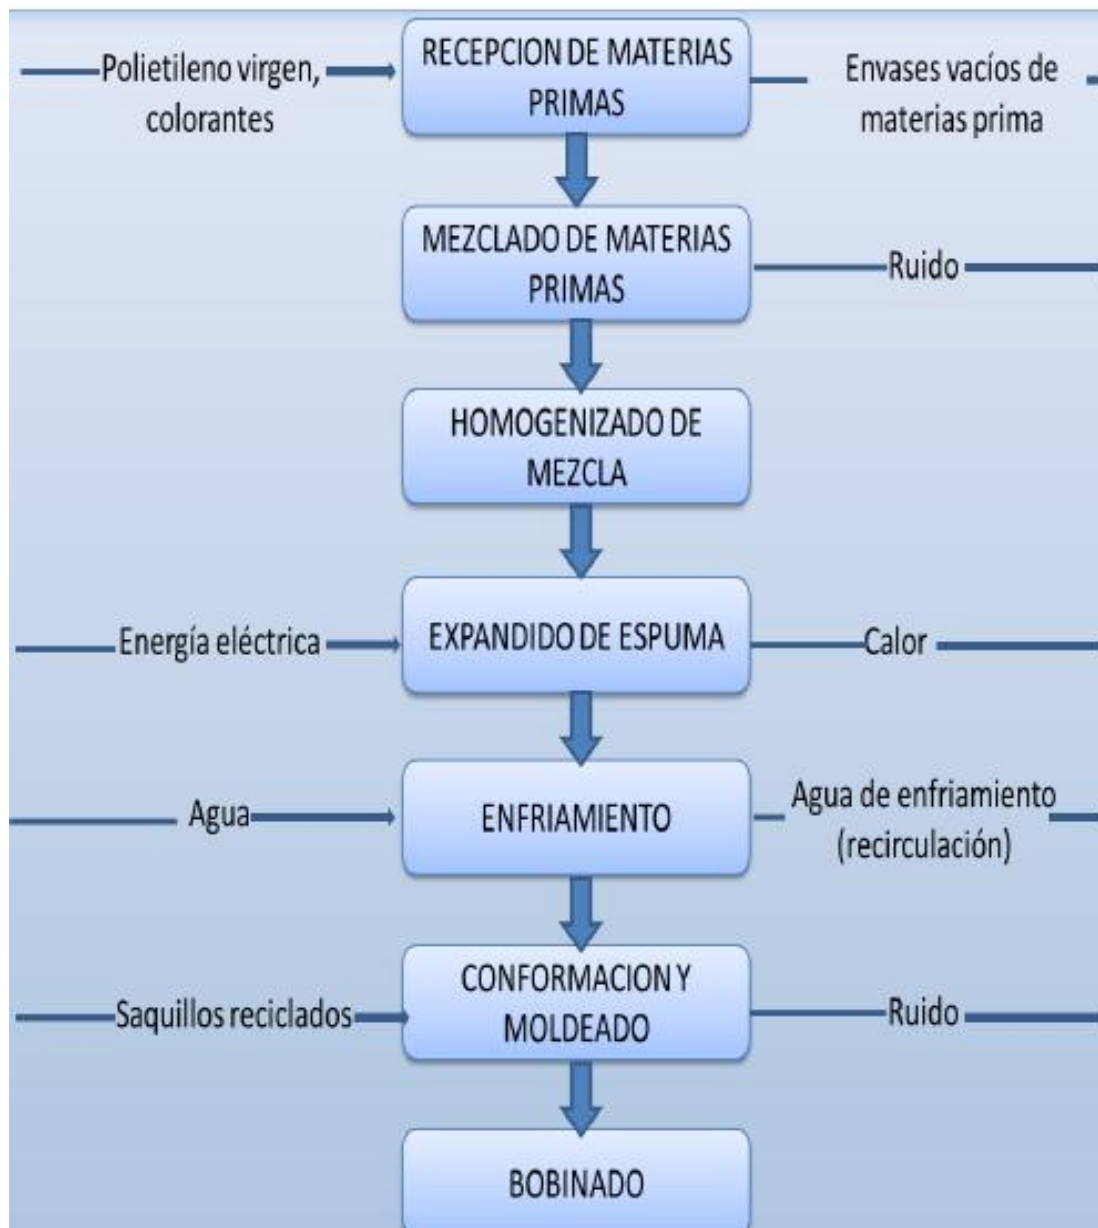 Polietileno virgen,
colorantes
RECEPCION DE MATERIAS
PRIMAS
Envases vacíos de
materias prima
MEZCLADO DE MATERIAS
PRIMAS
Ruido
HOMOGENIZADO DE
MEZCLA
Energía eléctrica
EXPANDIDO DE ESPUMA
Calor
Agua
ENFRIAMIENTO
Agua de enfriamiento
(recirculación)
Saquillos reciclados
CONFORMACION Y
MOLDEADO
Ruido
BOBINADO